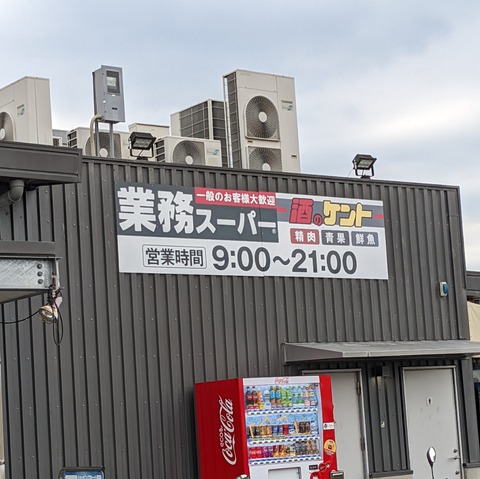 一般のお客様大歓迎
業務スーパー
酒のケント
精肉 青果 鮮魚
営業時間 9:00～21:00
Coca-Cola